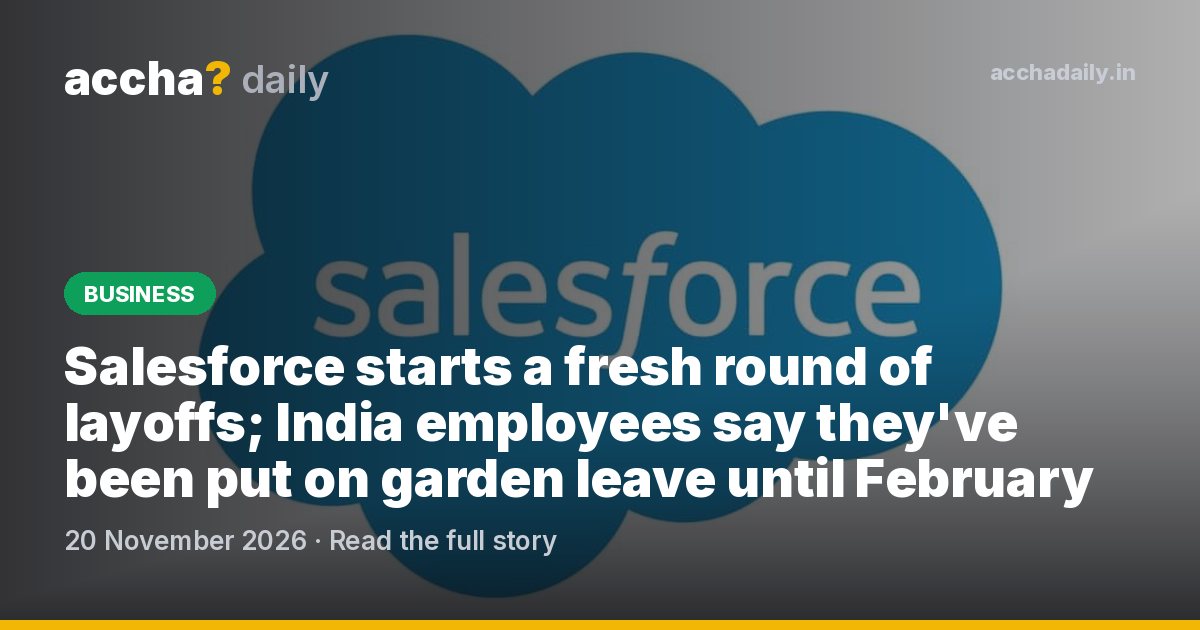 accha? daily
acchadaily.in
salesforce
BUSINESS
Salesforce starts a fresh round of
layoffs; India employees say they've
been put on garden leave until February
20 November 2026 · Read the full story